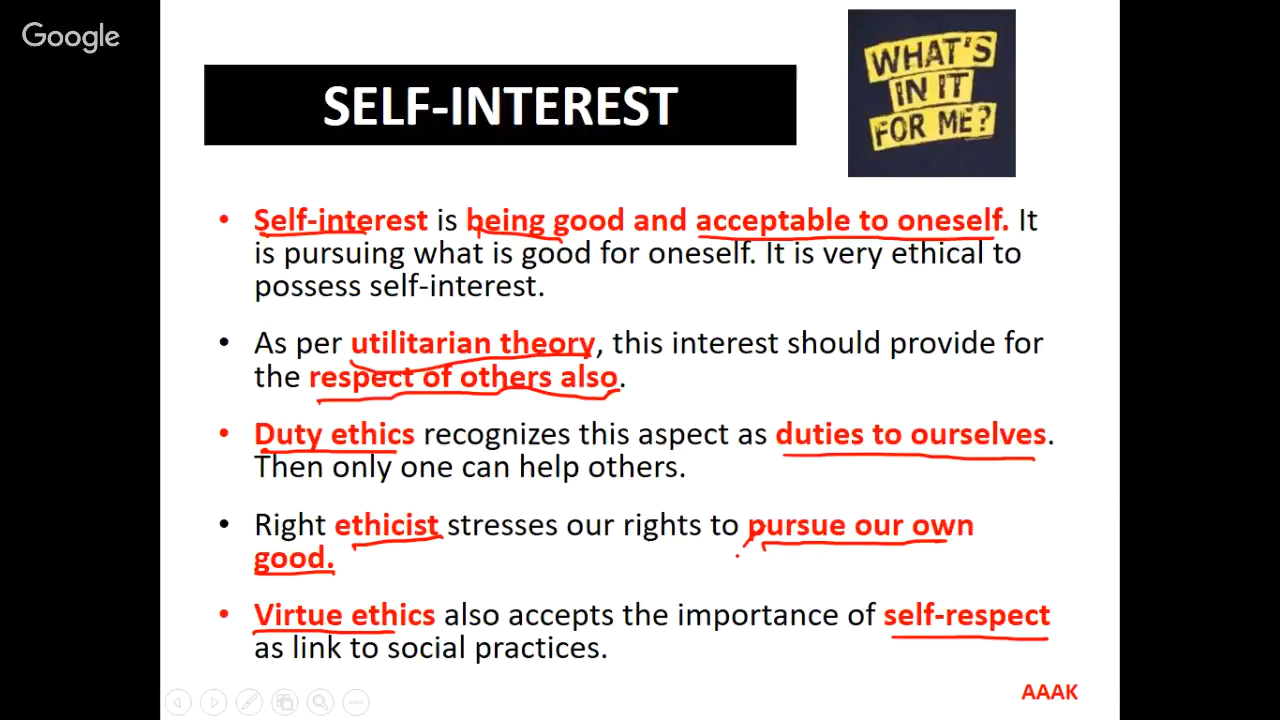 Google
WHAT'S
IN IT
FOR ME?
SELF-INTEREST
• Self-interest is being good and acceptable to oneself. It
is pursuing what is good for oneself. It is very ethical to
possess self-interest.
• As per utilitarian theory, this interest should provide for
the respect of others also.
• Duty ethics recognizes this aspect as duties to ourselves.
Then only one can help others.
• Right ethicist stresses our rights to pursue our own
good.
• Virtue ethics also accepts the importance of self-respect
as link to social practices.
AAAK